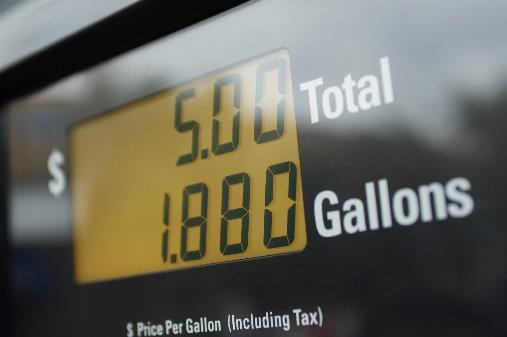 $ 5.00 Total
1.880 Gallons
$ Price Per Gallon (Including Tax)